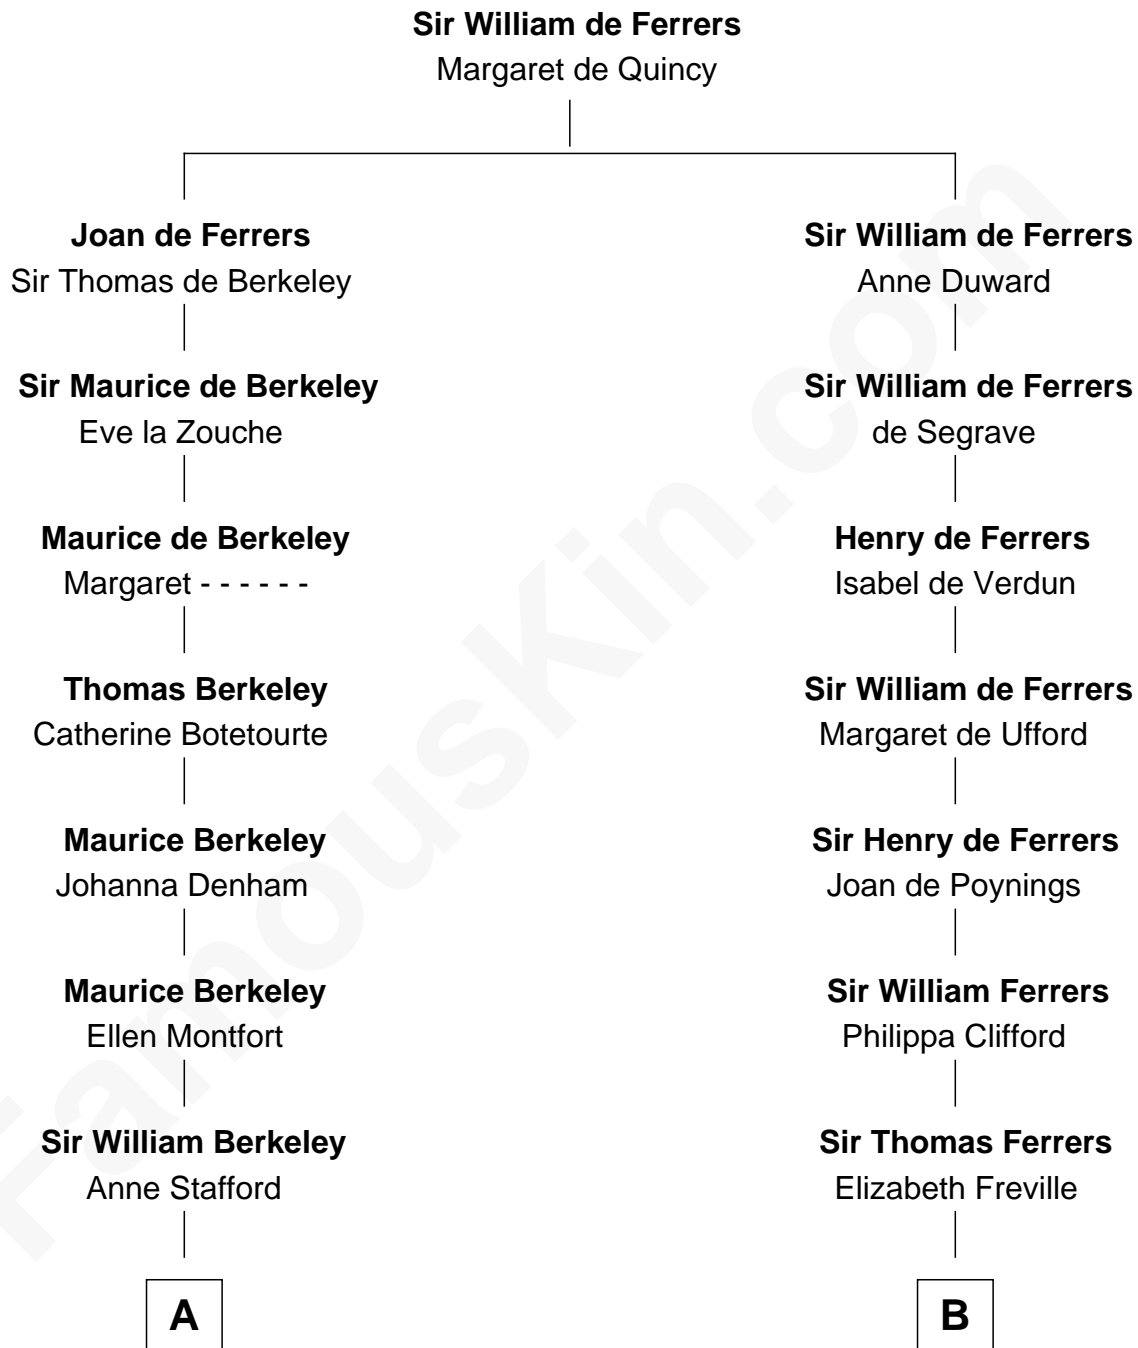 Sir William de Ferrers
Margaret de Quincy
Joan de Ferrers
Sir Thomas de Berkeley
Sir William de Ferrers
Anne Duward
Sir Maurice de Berkeley
Eve la Zouche
Sir William de Ferrers
de Segrave
Maurice de Berkeley
Margaret - - - - - -
Henry de Ferrers
Isabel de Verdun
Thomas Berkeley
Catherine Botetourte
Sir William de Ferrers
Margaret de Ufford
Maurice Berkeley
Johanna Denham
Sir Henry de Ferrers
Joan de Poynings
Maurice Berkeley
Ellen Montfort
Sir William Ferrers
Philippa Clifford
Sir William Berkeley
Anne Stafford
Sir Thomas Ferrers
Elizabeth Freville
A
B
FamousKin.com